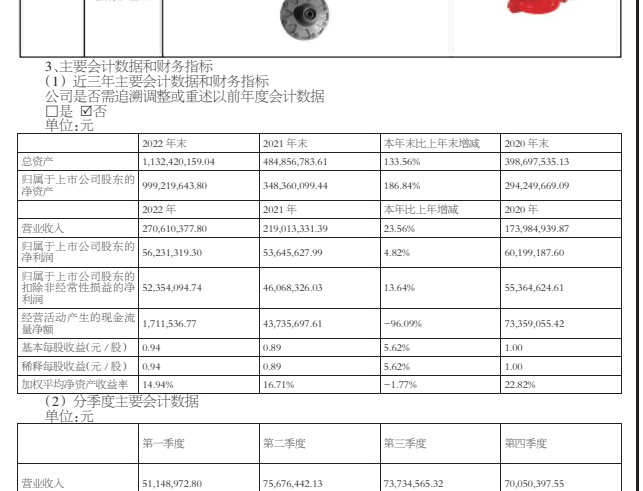 3、主要会计数据和财务指标
(1) 近三年主要会计数据和财务指标
公司是否需追溯调整或重述以前年度会计数据
□是 ☑否
单位:元
2022 年末 2021 年末 本年末比上年末增减 2020 年末
总资产 1,132,420,159.04 484,856,783.61 133.56% 398,697,535.13
归属于上市公司股东的
净资产 999,219,643.80 348,360,099.44 186.84% 294,249,669.09
2022 年 2021 年 本年比上年增减 2020 年
营业收入 270,610,377.80 219,013,331.39 23.56% 173,984,939.87
归属于上市公司股东的
净利润 56,231,319.30 53,645,627.99 4.82% 60,199,187.60
归属于上市公司股东的
扣除非经常性损益的净 52,354,094.74 46,068,326.03 13.64% 55,364,624.61
利润
经营活动产生的现金流
量净额 1,711,536.77 43,735,697.61 -96.09% 73,359,055.42
基本每股收益(元 / 股) 0.94 0.89 5.62% 1.00
稀释每股收益(元 / 股) 0.94 0.89 5.62% 1.00
加权平均净资产收益率 14.94% 16.71% -1.77% 22.82%
(2) 分季度主要会计数据
单位:元
第一季度 第二季度 第三季度 第四季度
营业收入 51,148,972.80 75,676,442.13 73,734,565.32 70,050,397.55